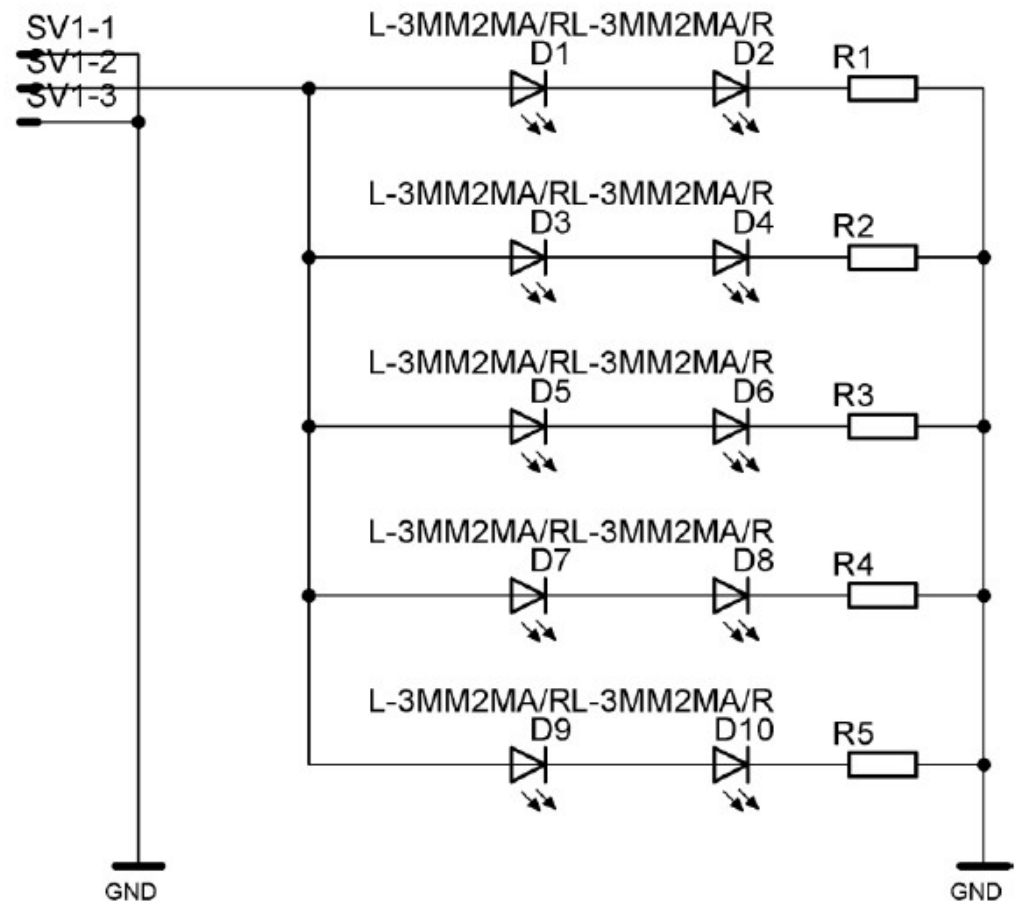 SV1-1
SV1-2
SV1-3
L-3MM2MA/RL-3MM2MA/R
D1 D2 R1
L-3MM2MA/RL-3MM2MA/R
D3 D4 R2
L-3MM2MA/RL-3MM2MA/R
D5 D6 R3
L-3MM2MA/RL-3MM2MA/R
D7 D8 R4
L-3MM2MA/RL-3MM2MA/R
D9 D10 R5
GND GND